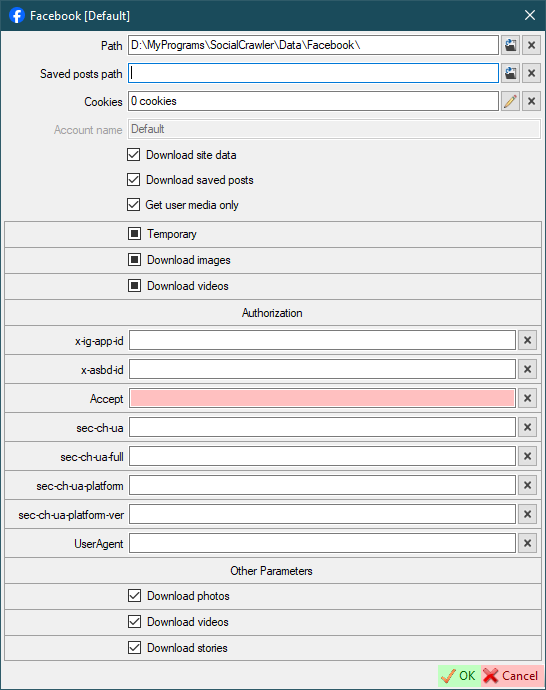 Facebook [Default]
Path D:\MyPrograms\SocialCrawler\Data\Facebook\
Saved posts path
Cookies 0 cookies
Account name Default
Download site data
Download saved posts
Get user media only
Temporary
Download images
Download videos
Authorization
x-ig-app-id
x-asbd-id
Accept
sec-ch-ua
sec-ch-ua-full
sec-ch-ua-platform
sec-ch-ua-platform-ver
UserAgent
Other Parameters
Download photos
Download videos
Download stories
OK Cancel